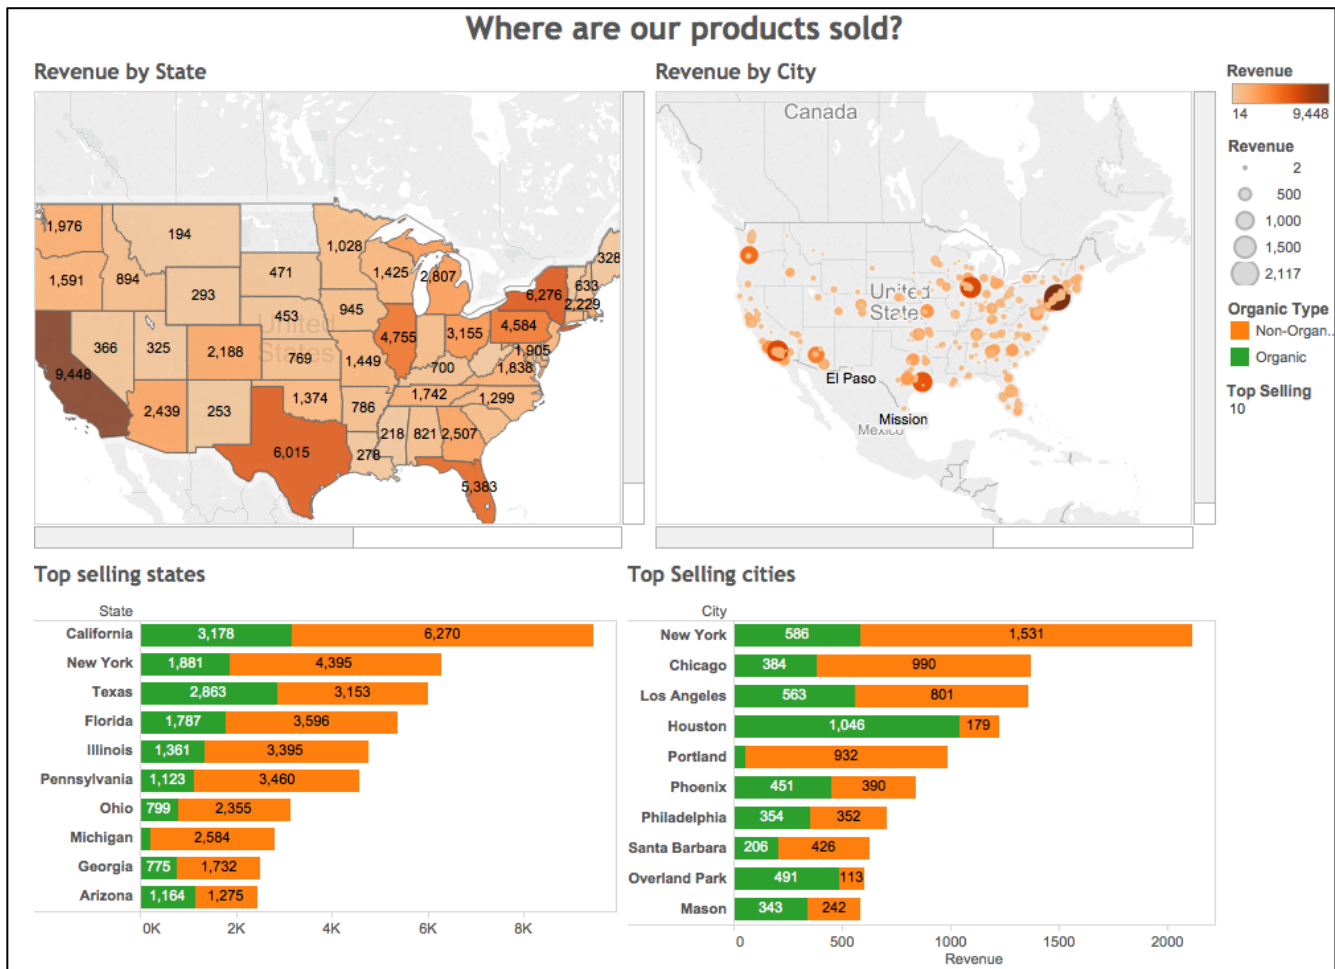 Where are our products sold?
Revenue by State
Revenue by City
Revenue
14 9,448
Revenue
2
500
1,000
1,500
2,117
Organic Type
Non-Organ..
Organic
Top Selling
10
1,976
194
1,028
328
1,591
894
471
1,425
2,807
633
293
6,276
2,229
453
945
366
325
2,188
769
4,755
3,155
4,584
1,905
9,448
1,449
700
1,838
2,439
253
1,374
786
1,742
1,299
218
821
2,507
6,015
278
5,383
United
States
Canada
United
States
El Paso
Mission
Mexico
Top selling states
State
California 3,178 6,270
New York 1,881 4,395
Texas 2,863 3,153
Florida 1,787 3,596
Illinois 1,361 3,395
Pennsylvania 1,123 3,460
Ohio 799 2,355
Michigan 2,584
Georgia 775 1,732
Arizona 1,164 1,275
0K 2K 4K 6K 8K
Top Selling cities
City
New York 586 1,531
Chicago 384 990
Los Angeles 563 801
Houston 1,046 179
Portland 932
Phoenix 451 390
Philadelphia 354 352
Santa Barbara 206 426
Overland Park 491 113
Mason 343 242
0 500 1000 1500 2000
Revenue